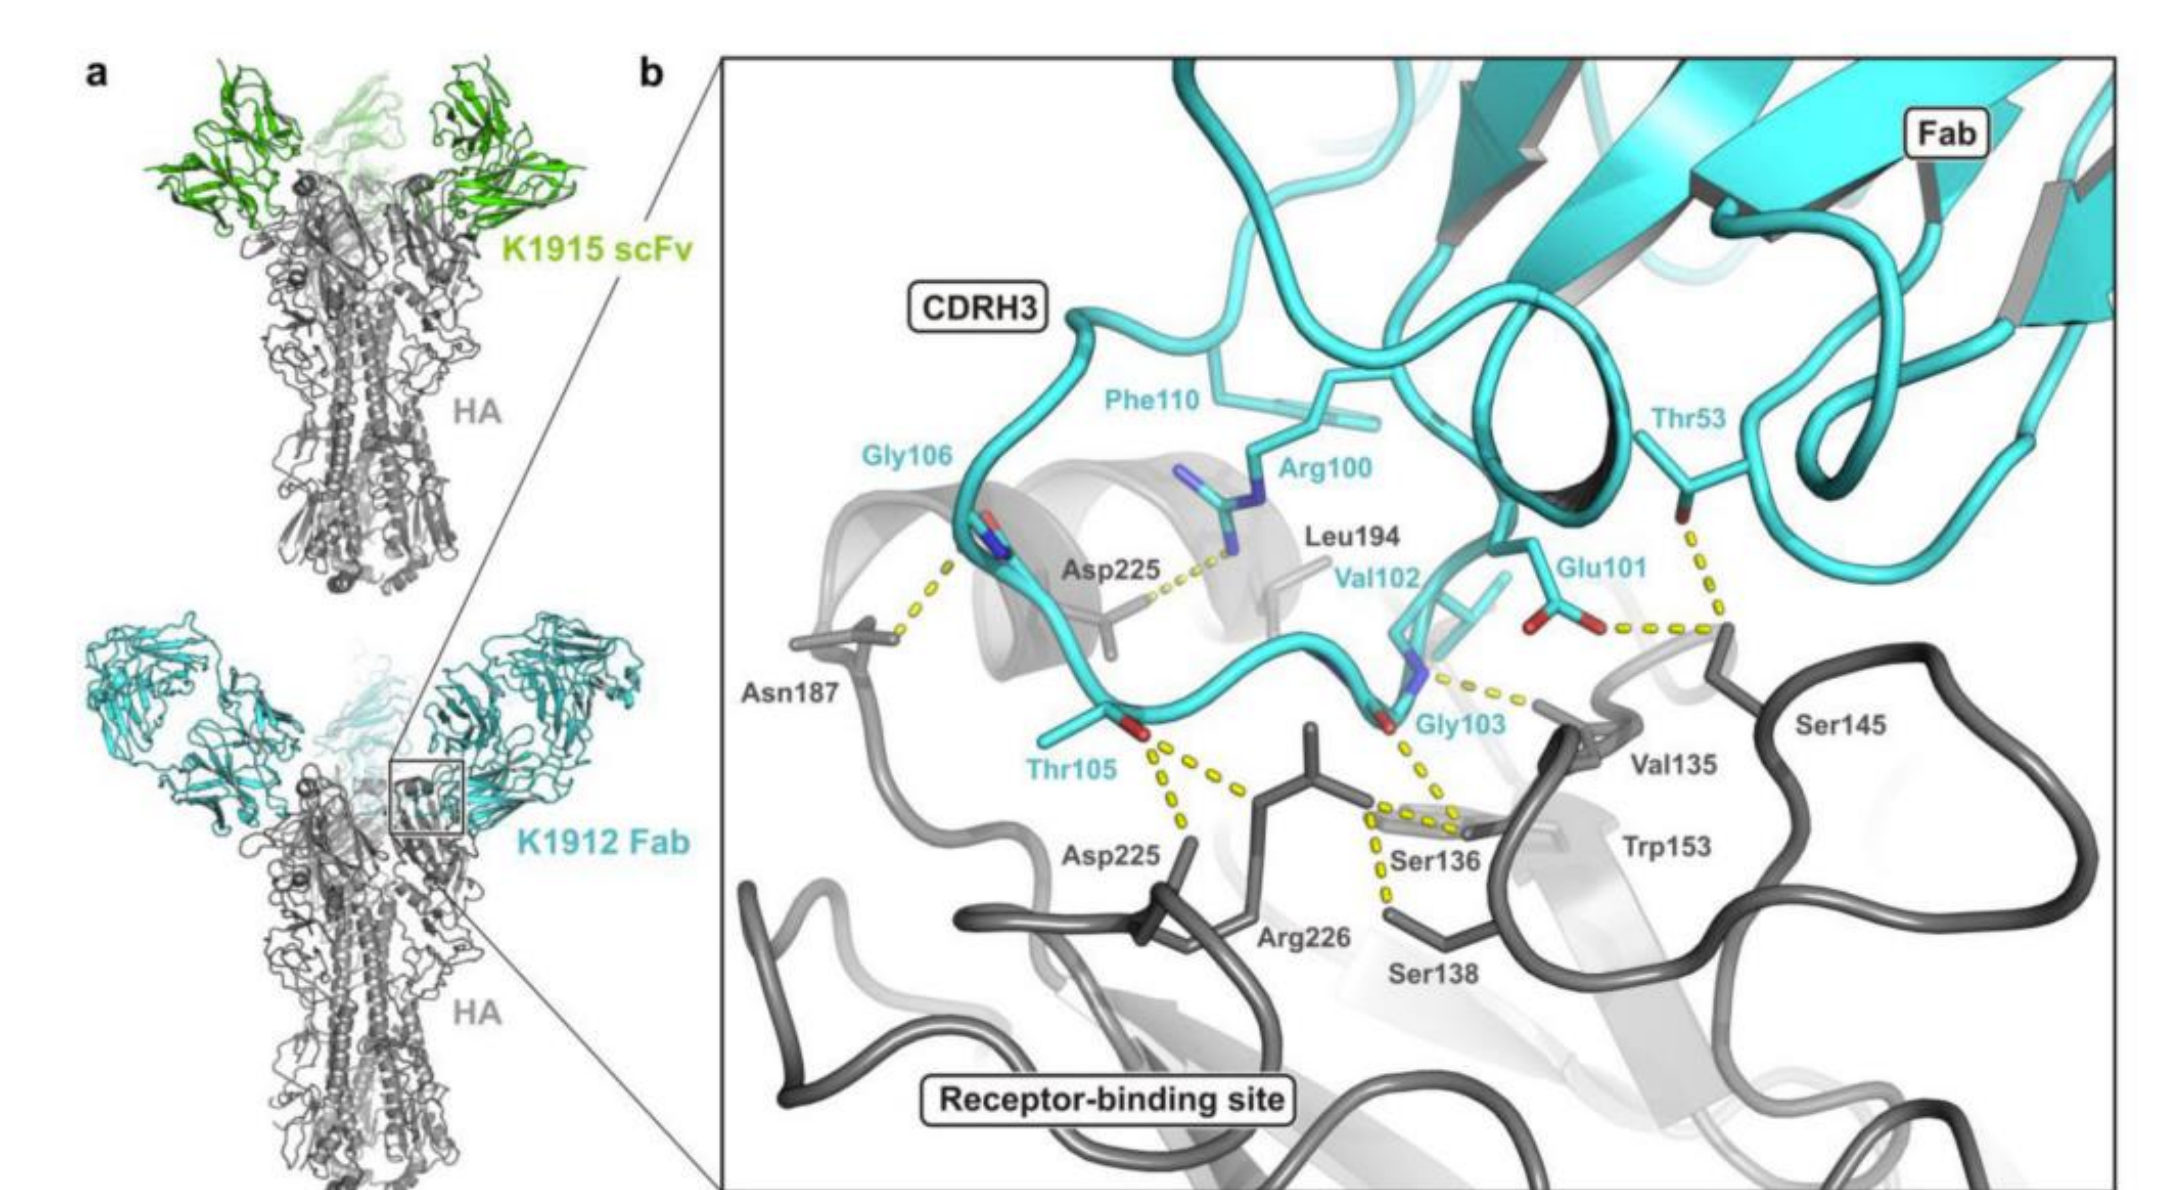 a
b
Fab
K1915 scFv
CDRH3
HA
Phe110
Thr53
Gly106
Arg100
Leu194
Asp225
Val102
Glu101
Asn187
Gly103
Ser145
Thr105
Val135
K1912 Fab
Asp225
Ser136
Trp153
Arg226
Ser138
HA
Receptor-binding site